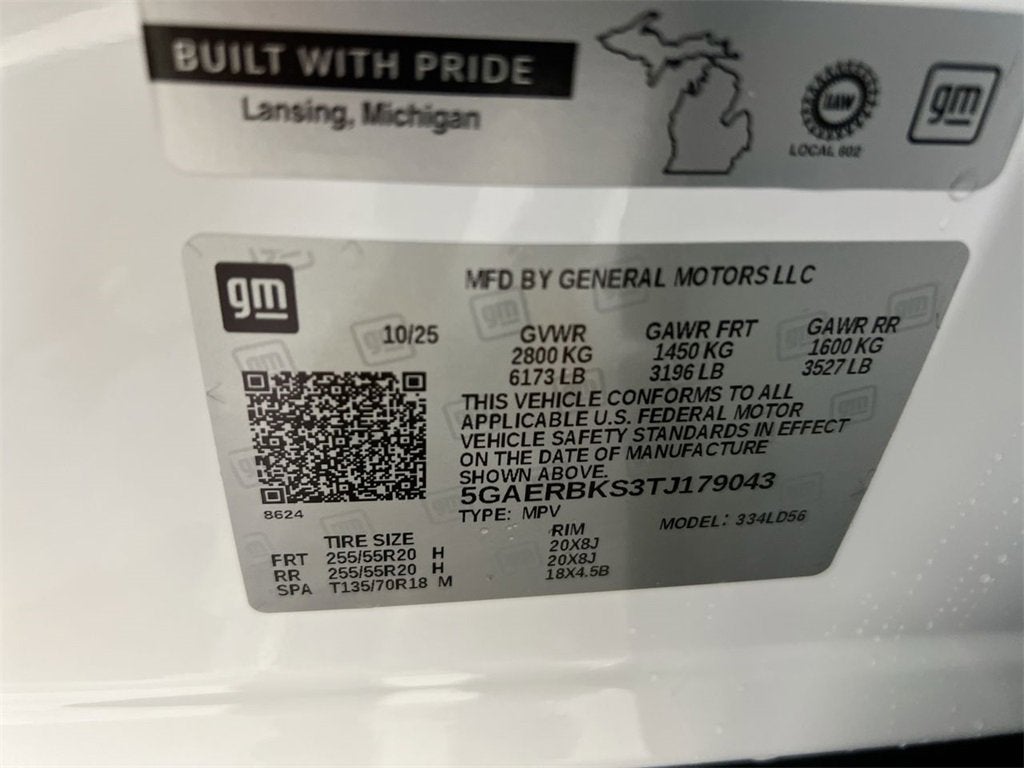 BUILT WITH PRIDE
Lansing, Michigan
UAW
LOCAL 602
gm
gm
MFD BY GENERAL MOTORS LLC
10/25 GVWR GAWR FRT GAWR RR
2800 KG 1450 KG 1600 KG
6173 LB 3196 LB 3527 LB
THIS VEHICLE CONFORMS TO ALL
APPLICABLE U.S. FEDERAL MOTOR
VEHICLE SAFETY STANDARDS IN EFFECT
ON THE DATE OF MANUFACTURE
SHOWN ABOVE.
5GAERBKS3TJ179043
TYPE: MPV MODEL: 334LD56
8624
TIRE SIZE RIM
FRT 255/55R20 H 20X8J
RR 255/55R20 H 20X8J
SPA T135/70R18 M 18X4.5B